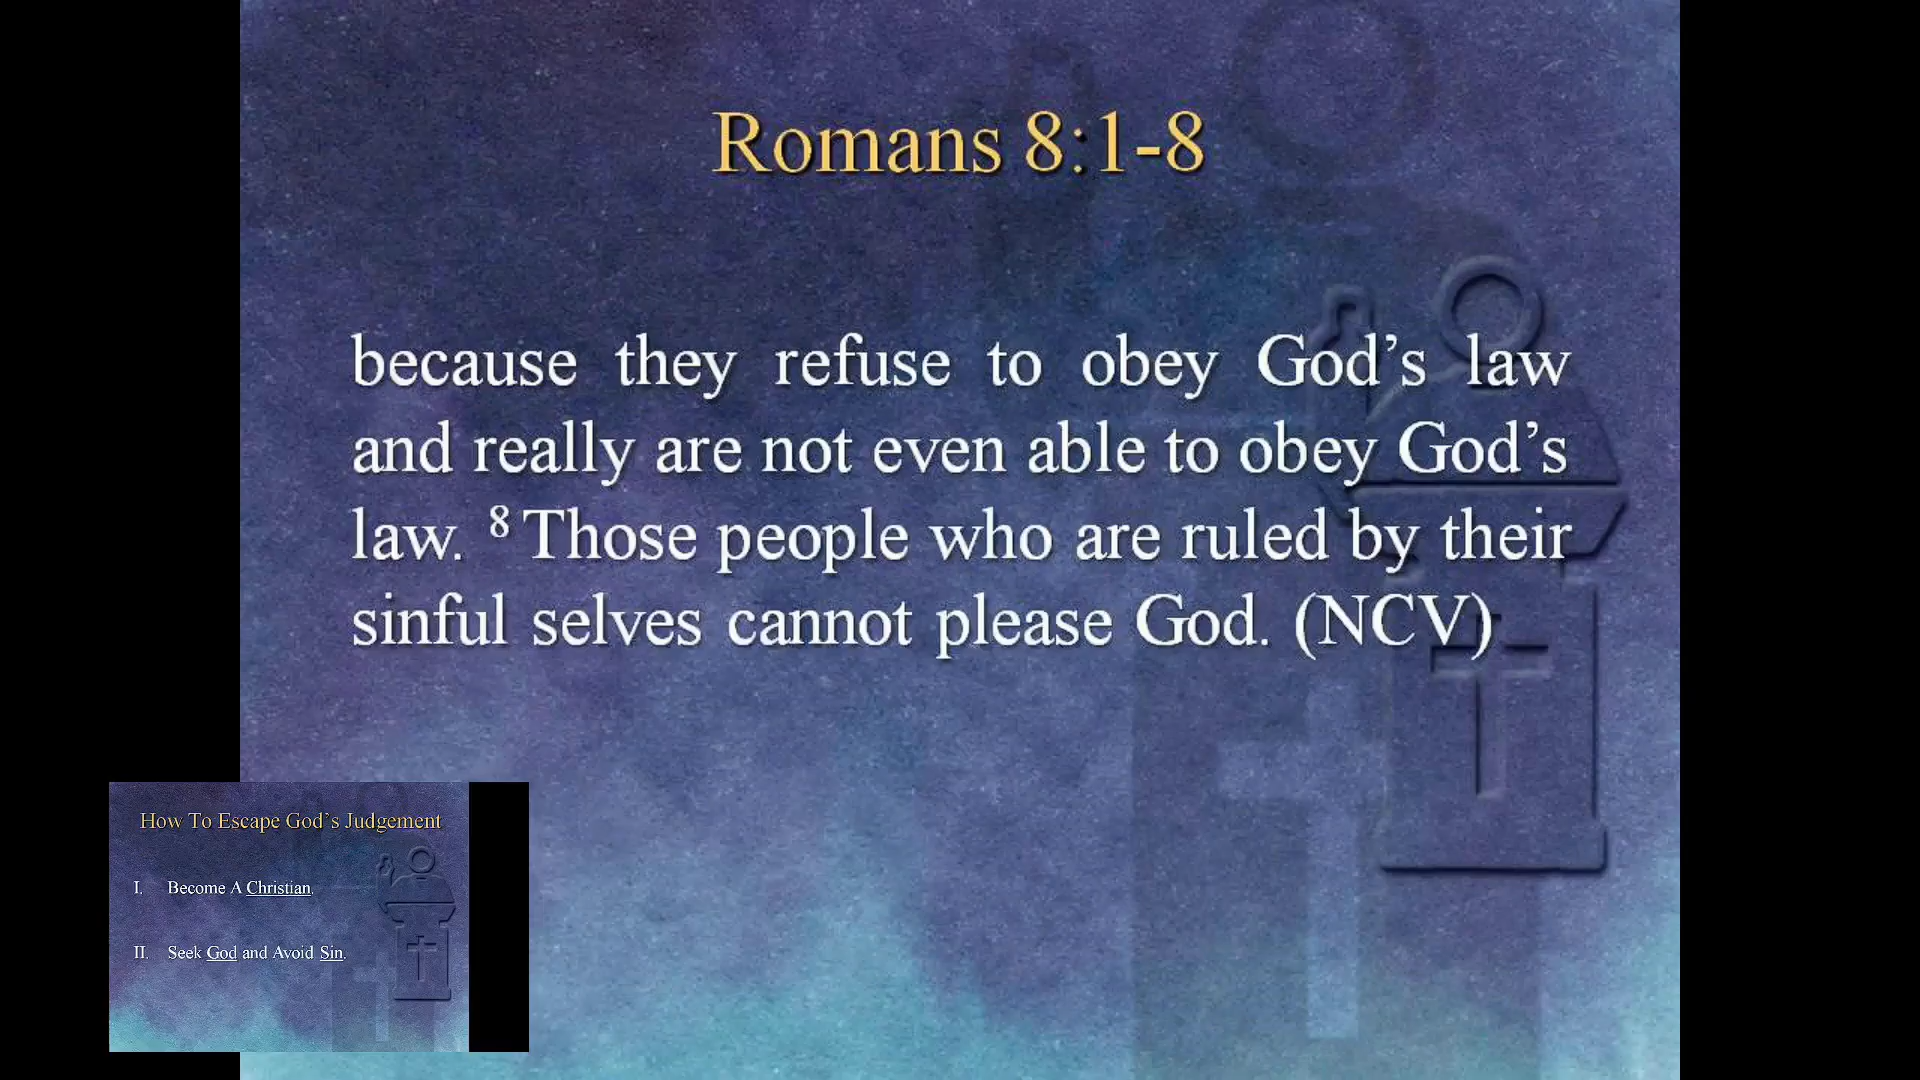 Romans 8:1-8
because they refuse to obey God’s law
and really are not even able to obey God’s
law. 8 Those people who are ruled by their
sinful selves cannot please God. (NCV)
How To Escape God’s Judgement
I. Become A Christian.
II. Seek God and Avoid Sin.